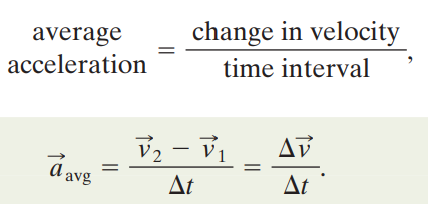 average acceleration = change in velocity / time interval,
a⃗avg = (v⃗2 − v⃗1) / Δt = Δv⃗ / Δt.